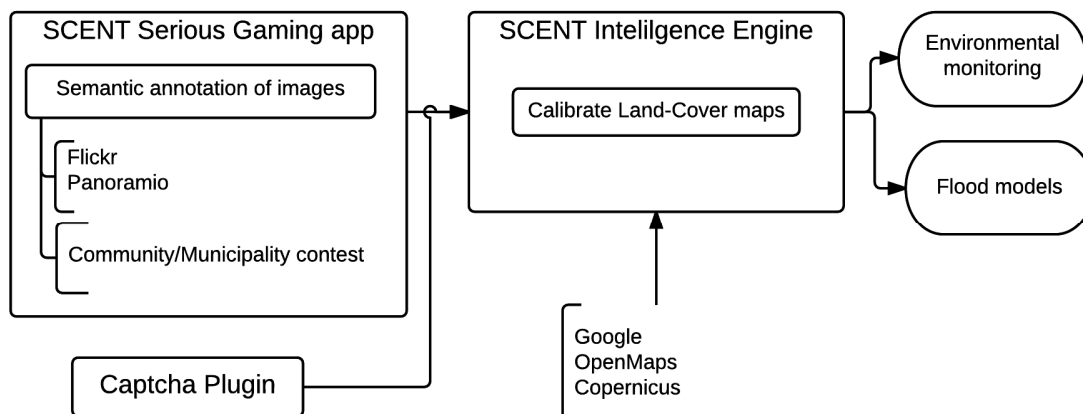 SCENT Serious Gaming app
Semantic annotation of images
Flickr
Panoramio
Community/Municipality contest
Captcha Plugin
SCENT Intelilgence Engine
Calibrate Land-Cover maps
Google
OpenMaps
Copernicus
Environmental
monitoring
Flood models